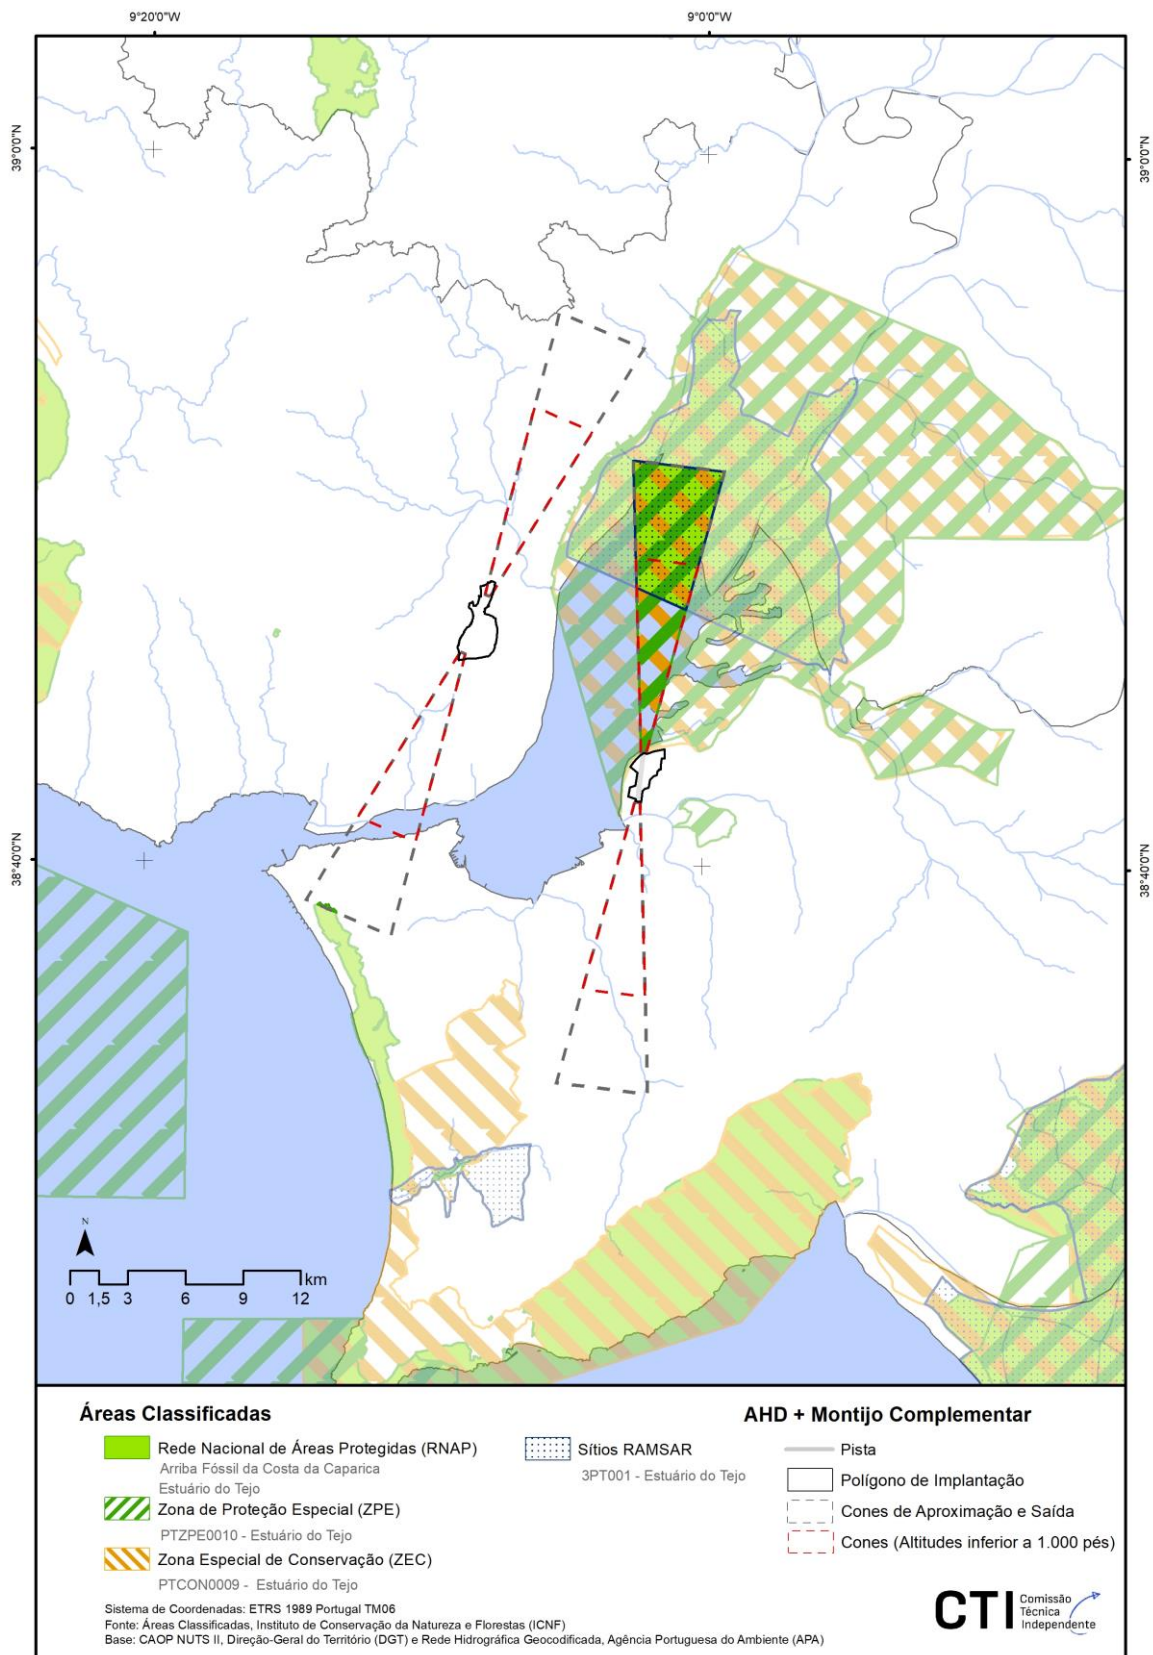 9°20'0"W
9°0'0"W
39°0'0"N
39°0'0"N
38°40'0"N
38°40'0"N
N
km
0 1,5 3 6 9 12
Áreas Classificadas
Rede Nacional de Áreas Protegidas (RNAP)
Arriba Fóssil da Costa da Caparica
Estuário do Tejo
Zona de Proteção Especial (ZPE)
PTZPE0010 - Estuário do Tejo
Zona Especial de Conservação (ZEC)
PTCON0009 - Estuário do Tejo
Sítios RAMSAR
3PT001 - Estuário do Tejo
AHD + Montijo Complementar
Pista
Polígono de Implantação
Cones de Aproximação e Saída
Cones (Altitudes inferior a 1.000 pés)
Sistema de Coordenadas: ETRS 1989 Portugal TM06
Fonte: Áreas Classificadas, Instituto de Conservação da Natureza e Florestas (ICNF)
Base: CAOP NUTS II, Direção-Geral do Território (DGT) e Rede Hidrográfica Geocodificada, Agência Portuguesa do Ambiente (APA)
CTI
Comissão
Técnica
Independente